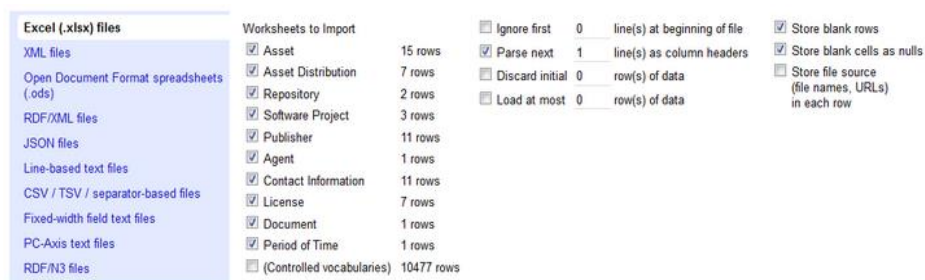 Excel (.xlsx) files
XML files
Open Document Format spreadsheets
(.ods)
RDF/XML files
JSON files
Line-based text files
CSV / TSV / separator-based files
Fixed-width field text files
PC-Axis text files
RDF/N3 files
Worksheets to Import
Asset 15 rows
Asset Distribution 7 rows
Repository 2 rows
Software Project 3 rows
Publisher 11 rows
Agent 1 rows
Contact Information 11 rows
License 7 rows
Document 1 rows
Period of Time 1 rows
(Controlled vocabularies) 10477 rows
Ignore first 0 line(s) at beginning of file
Parse next 1 line(s) as column headers
Discard initial 0 row(s) of data
Load at most 0 row(s) of data
Store blank rows
Store blank cells as nulls
Store file source
(file names, URLs)
in each row